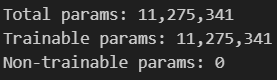 Total params: 11,275,341
Trainable params: 11,275,341
Non-trainable params: 0